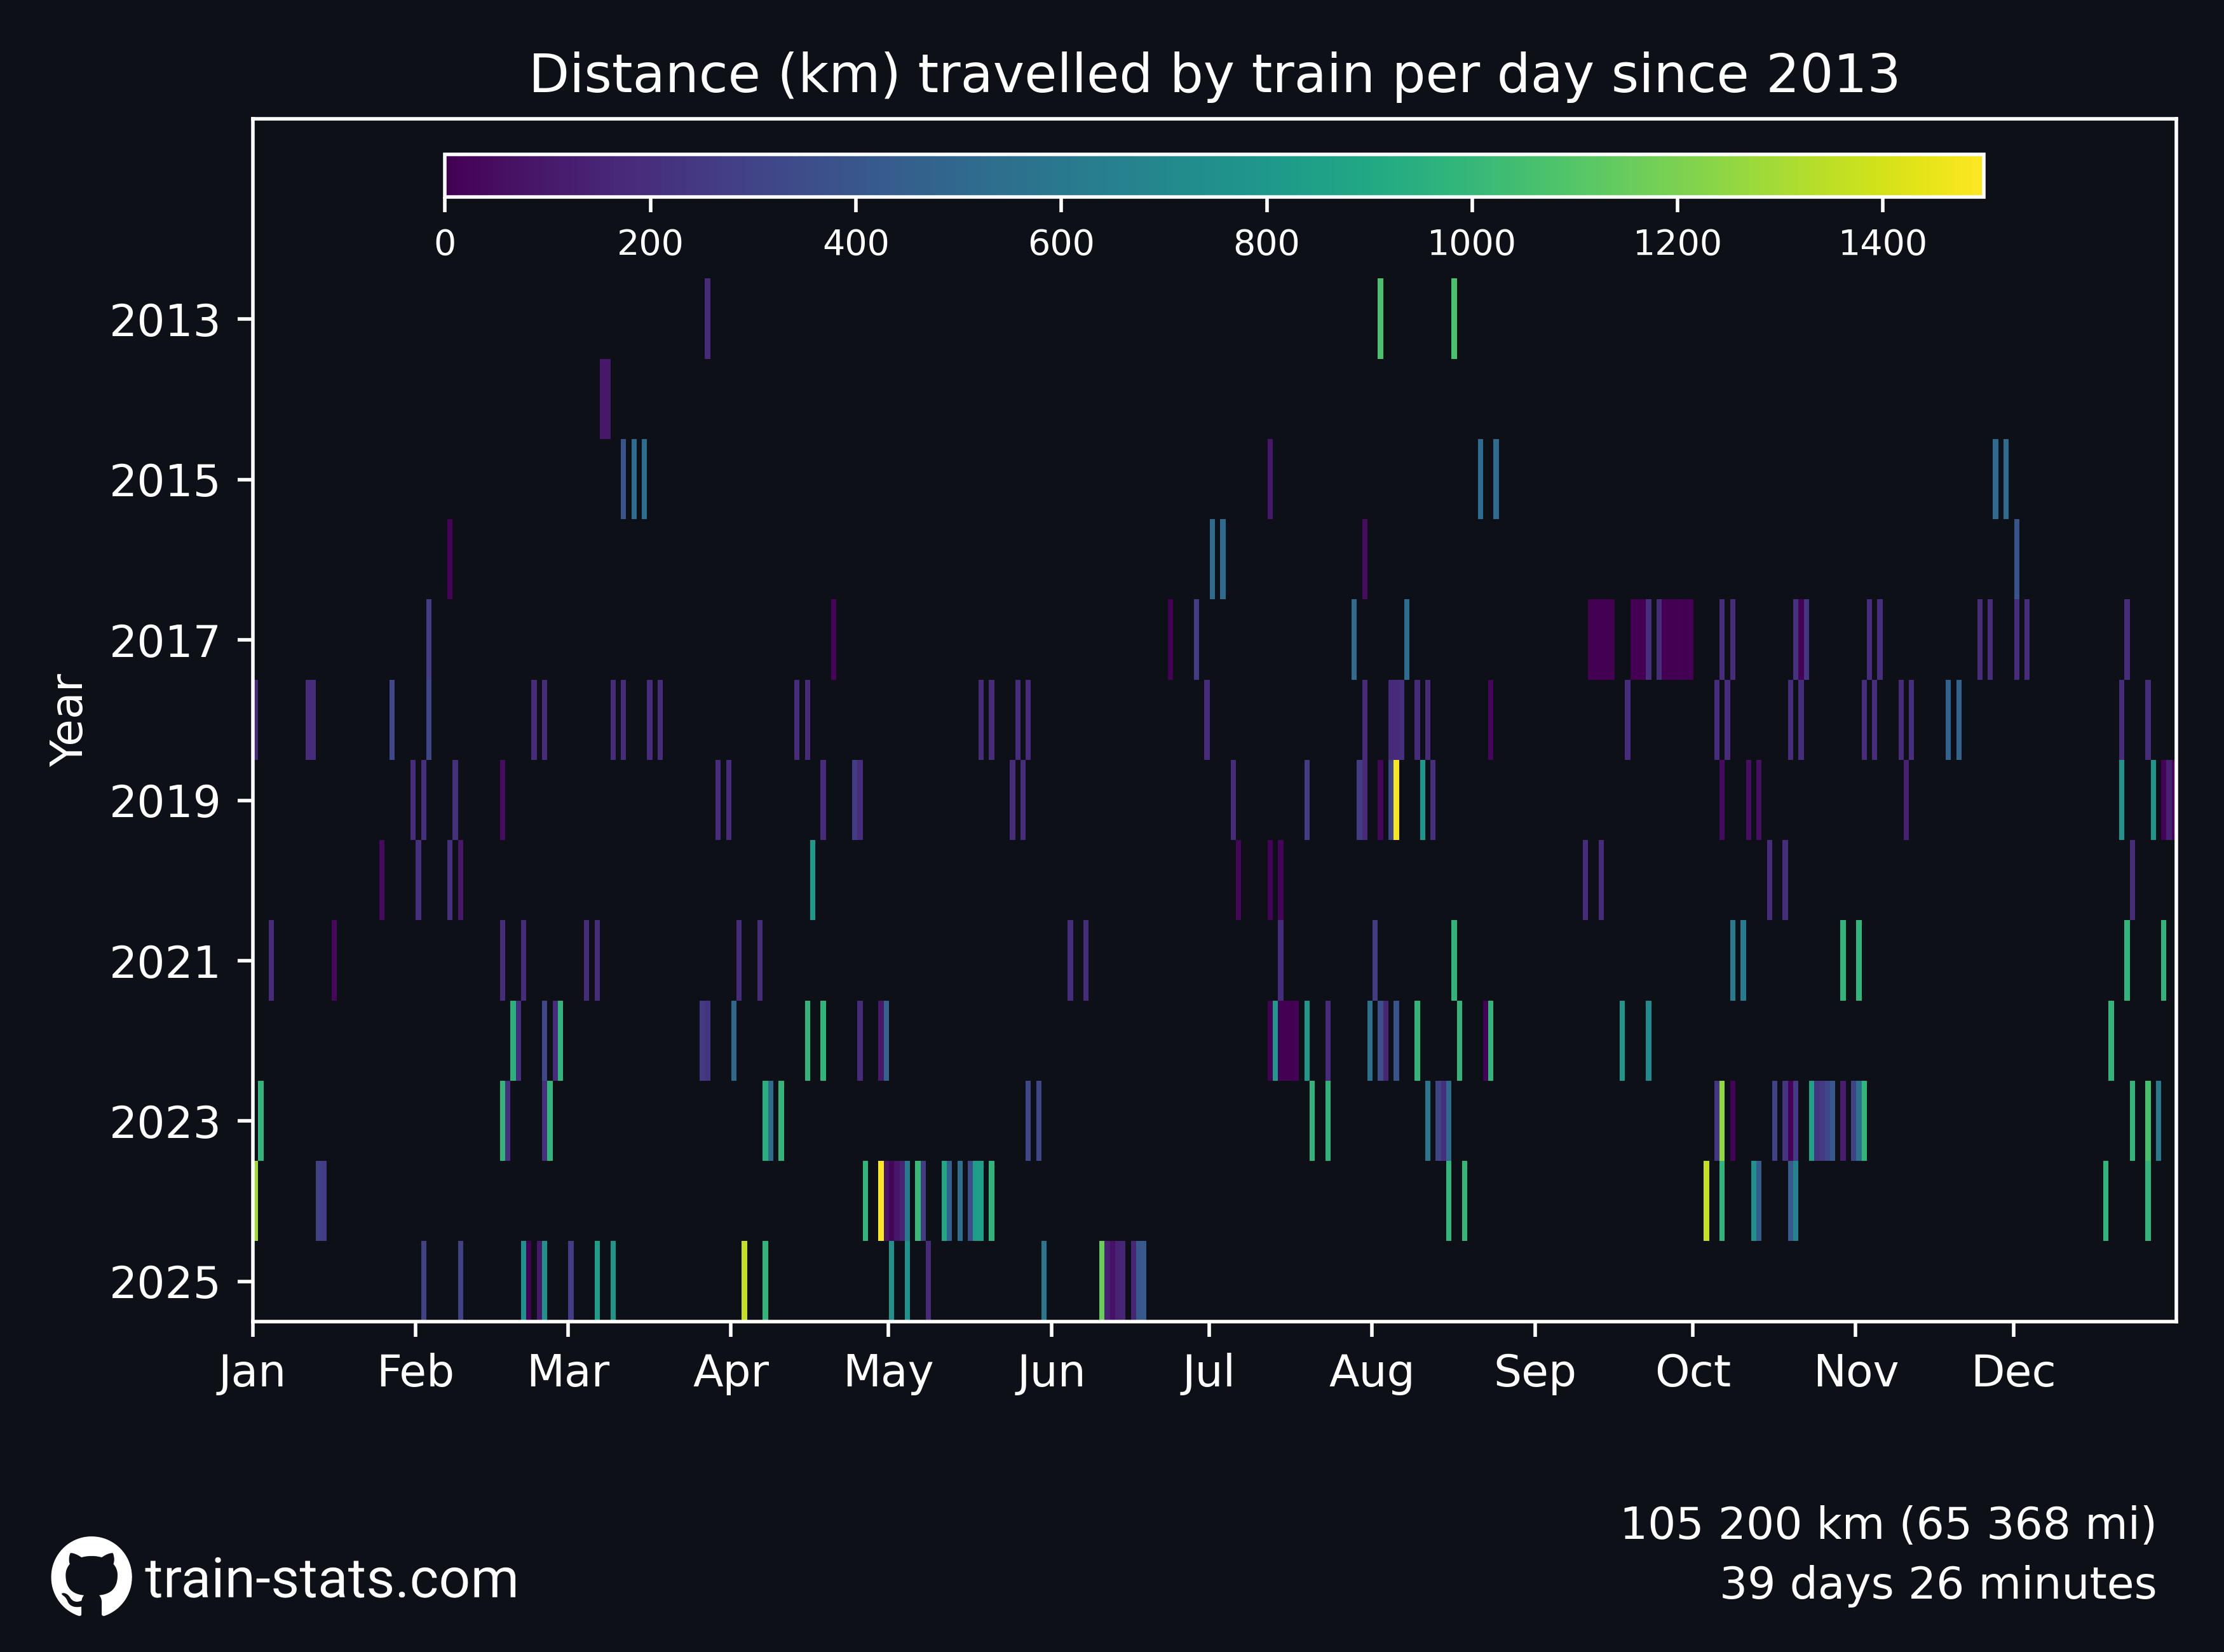 Distance (km) travelled by train per day since 2013
0 200 400 600 800 1000 1200 1400
Year
2013
2015
2017
2019
2021
2023
2025
Jan Feb Mar Apr May Jun Jul Aug Sep Oct Nov Dec
105 200 km (65 368 mi)
39 days 26 minutes
train-stats.com